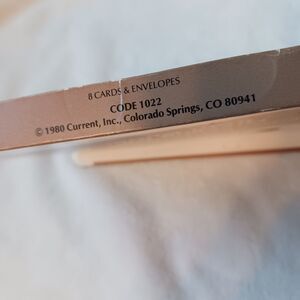 8 CARDS & ENVELOPES
CODE 1022
© 1980 Current, Inc., Colorado Springs, CO 80941